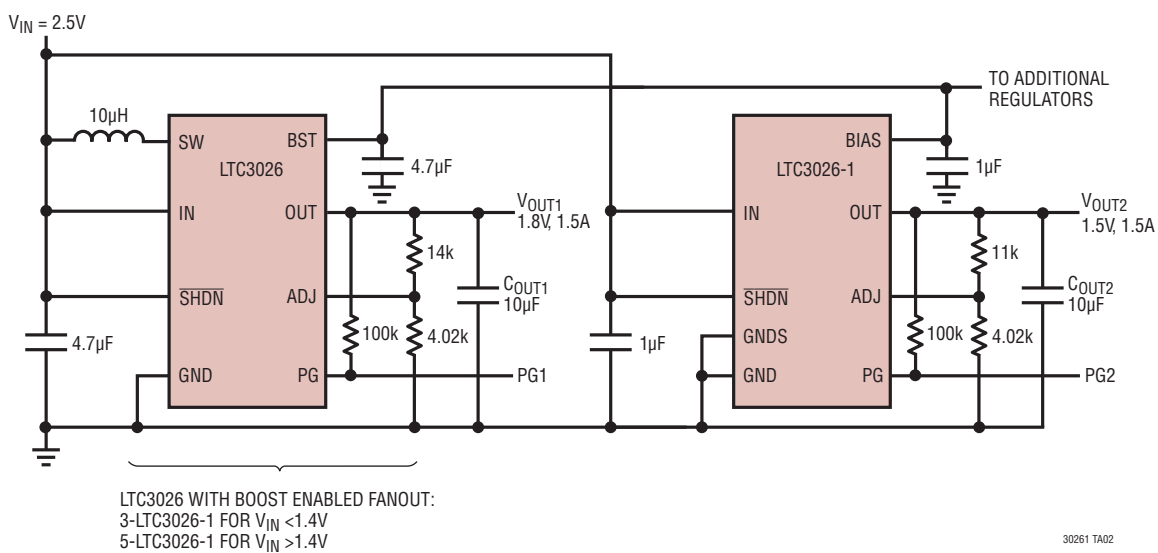 VIN = 2.5V
10µH
SW
BST
LTC3026
4.7µF
IN
OUT
VOUT1
1.8V, 1.5A
14k
SHDN
ADJ
COUT1
10µF
4.7µF
100k
4.02k
GND
PG
PG1
TO ADDITIONAL
REGULATORS
BIAS
LTC3026-1
1µF
IN
OUT
VOUT2
1.5V, 1.5A
11k
SHDN
ADJ
COUT2
10µF
1µF
GNDS
100k
4.02k
GND
PG
PG2
LTC3026 WITH BOOST ENABLED FANOUT:
3-LTC3026-1 FOR VIN <1.4V
5-LTC3026-1 FOR VIN >1.4V
30261 TA02